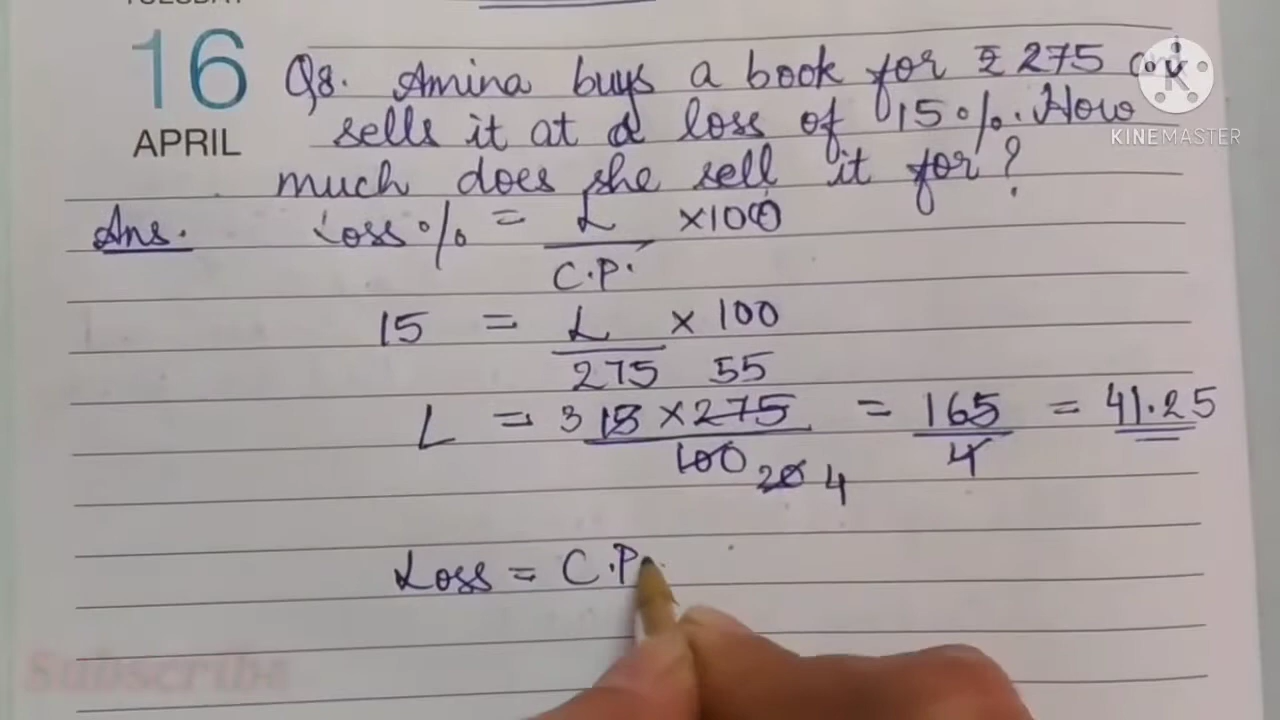 TUESDAY
16
APRIL
Q8. Amina buys a book for ₹ 275
sells it at a loss of 15%. How
much does she sell it for?
Ans. Loss% = L/C.P. ×100
15 = L/275 × 100
L = 3 15 × 275 55 / 100 20 4 = 165/4 = 41.25
Loss = C.P.
KINEMASTER
Subscribe